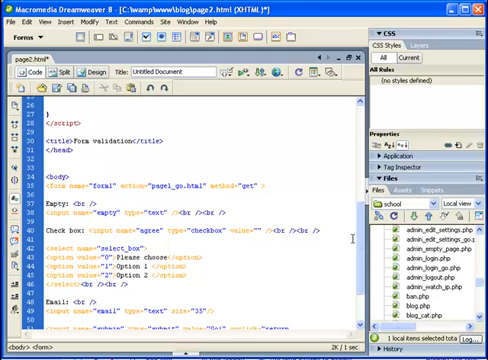 Macromedia Dreamweaver 8 - [C:\wamp\www\blog\page2.html (XHTML)*]
File Edit View Insert Modify Text Commands Site Window Help
Forms
page2.html*
Code Split Design Title: Untitled Document
26
27 }
28 </script>
29
30 <title>Form validation</title>
31 </head>
32
33
34 <body>
35 <form name="form1" action="page1_go.html" method="get" >
36
37 Empty: <br />
38 <input name="empty" type="text" /><br /><br />
39
40 Check box: <input name="agree" type="checkbox" value="" /><br /><br />
41
42 <select name="select_box">
43 <option value="0">Please choose</option>
44 <option value="1">Option 1 </option>
45 <option value="2">Option 2 </option>
46 </select><br /><br />
47
48 Email: <br />
49 <input name="email" type="text" size="35"/>
<body> <form>
2K / 1 sec
CSS
CSS Styles Layers
All Current
All Rules
(no styles defined)
Properties
Application
Tag Inspector
Files
Files Assets Snippets
school Local view
admin_edit_settings.php
admin_edit_settings_go.p
admin_empty_page.php
admin_login.php
admin_login_go.php
admin_logout.php
admin_watch_ip.php
ban.php
blog.php
blog_cat.php
1 local items selected tota Log...
History